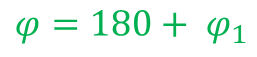 φ = 180 + φ₁